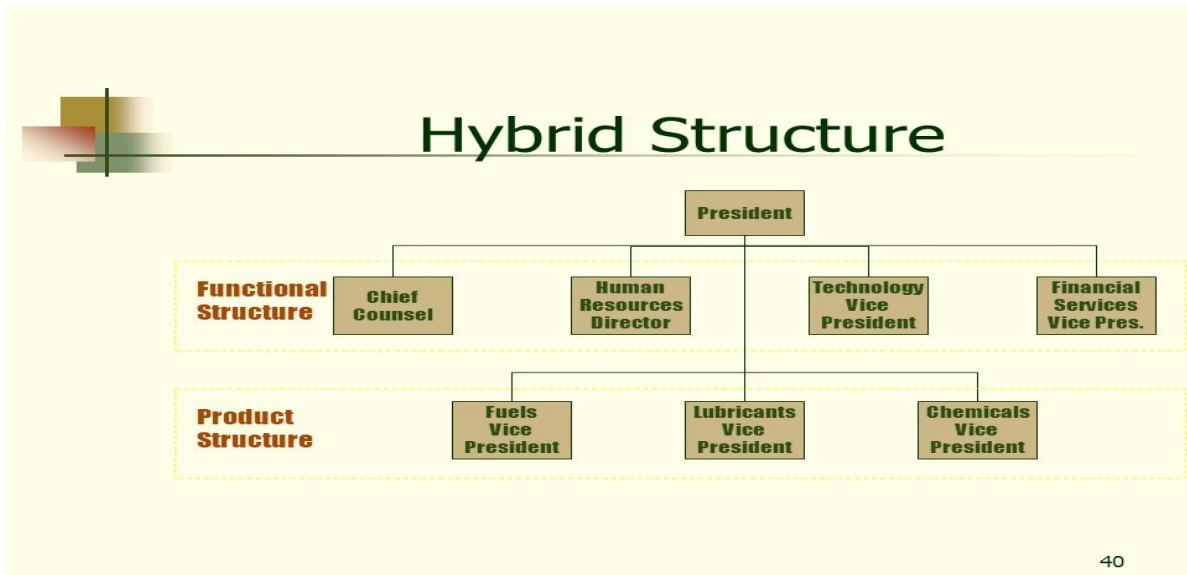 Hybrid Structure
President
Functional
Structure
Chief
Counsel
Human
Resources
Director
Technology
Vice
President
Financial
Services
Vice Pres.
Product
Structure
Fuels
Vice
President
Lubricants
Vice
President
Chemicals
Vice
President
40